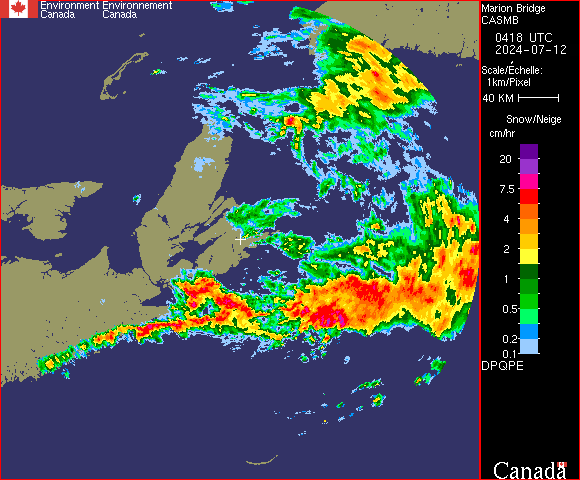 Environment Environnement
Canada Canada
Marion Bridge
CASMB
0418 UTC
2024-07-12
Scale/Échelle:
1km/Pixel
40 KM
Snow/Neige
cm/hr
20
7.5
4
2
1
0.5
0.2
0.1
DPQPE
Canada